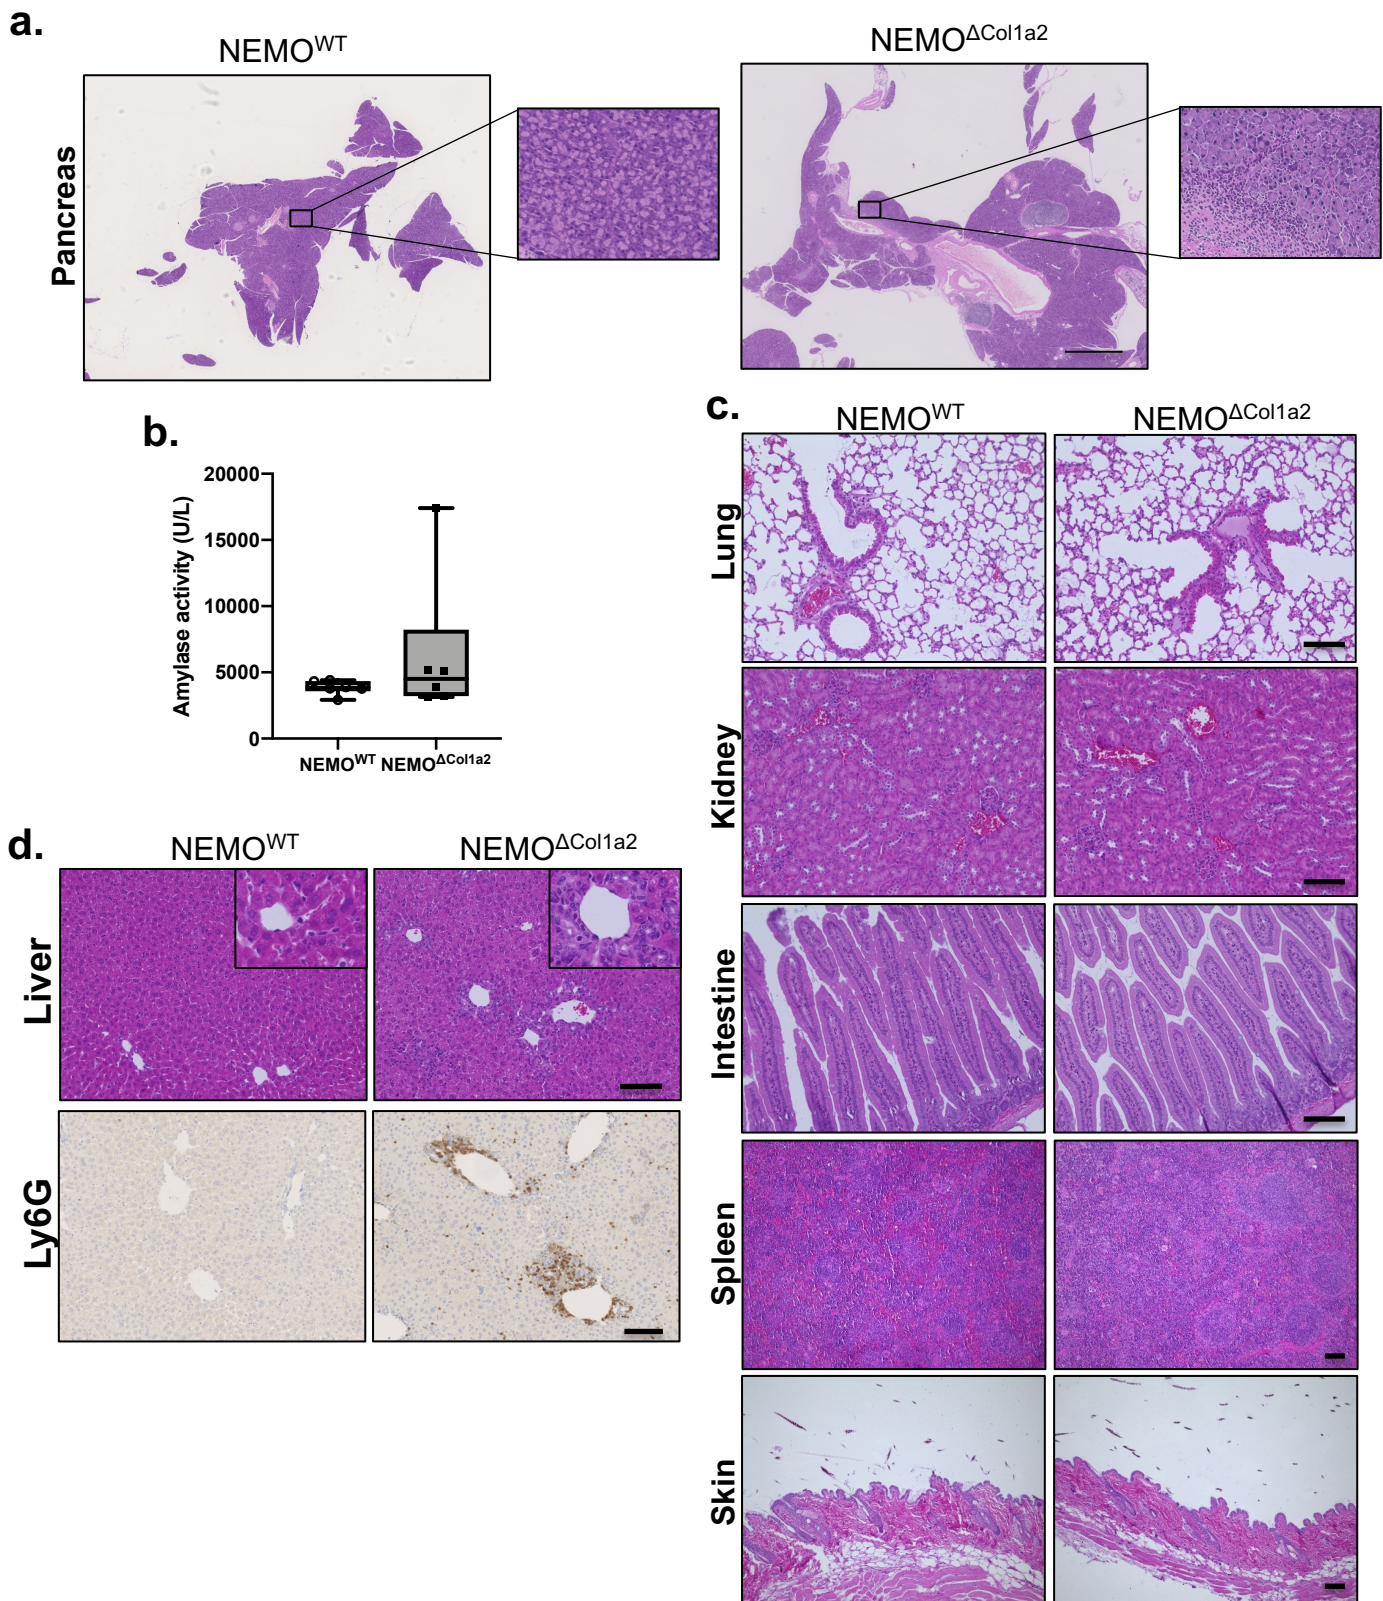 a.
NEMOWT
NEMOΔCol1a2
Pancreas
b.
20000
15000
10000
5000
0
Amylase activity (U/L)
NEMOWT NEMOΔCol1a2
c.
NEMOWT
NEMOΔCol1a2
Lung
Kidney
Intestine
Spleen
Skin
d.
NEMOWT
NEMOΔCol1a2
Liver
Ly6G